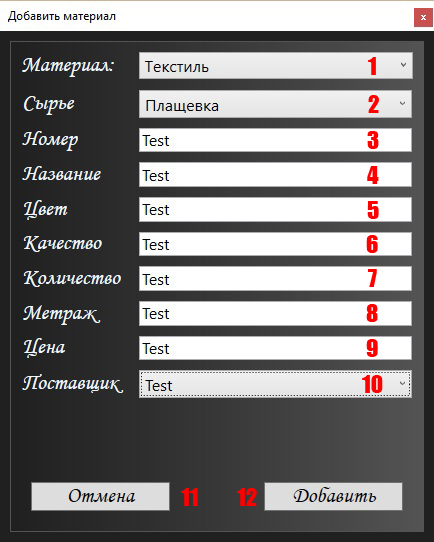 Добавить материал
Материал: Текстиль 1
Сырье Плащевка 2
Номер Test 3
Название Test 4
Цвет Test 5
Качество Test 6
Количество Test 7
Метраж Test 8
Цена Test 9
Поставщик Test 10
Отмена 11 12 Добавить